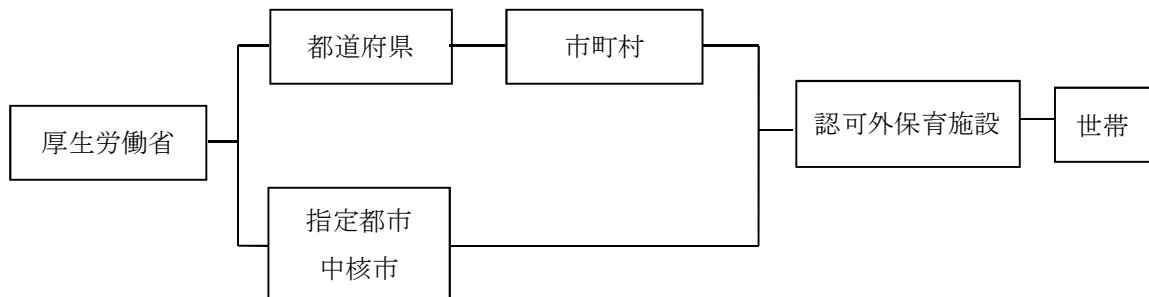 都道府県
市町村
認可外保育施設
世帯
厚生労働省
指定都市
中核市